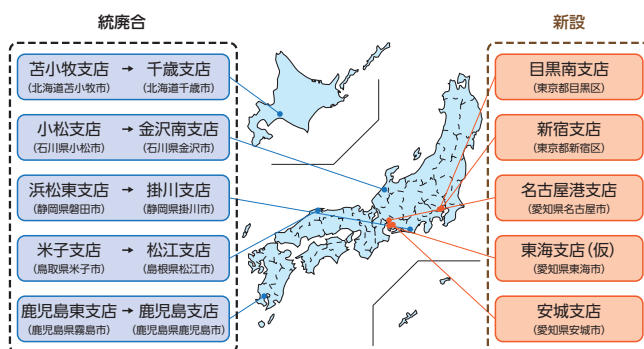 統廃合
苫小牧支店 → 千歳支店
(北海道苫小牧市) (北海道千歳市)
小松支店 → 金沢南支店
(石川県小松市) (石川県金沢市)
浜松東支店 → 掛川支店
(静岡県磐田市) (静岡県掛川市)
米子支店 → 松江支店
(鳥取県米子市) (島根県松江市)
鹿児島東支店 → 鹿児島支店
(鹿児島県霧島市) (鹿児島県鹿児島市)
新設
目黒南支店
(東京都目黒区)
新宿支店
(東京都新宿区)
名古屋港支店
(愛知県名古屋市)
東海支店(仮)
(愛知県東海市)
安城支店
(愛知県安城市)